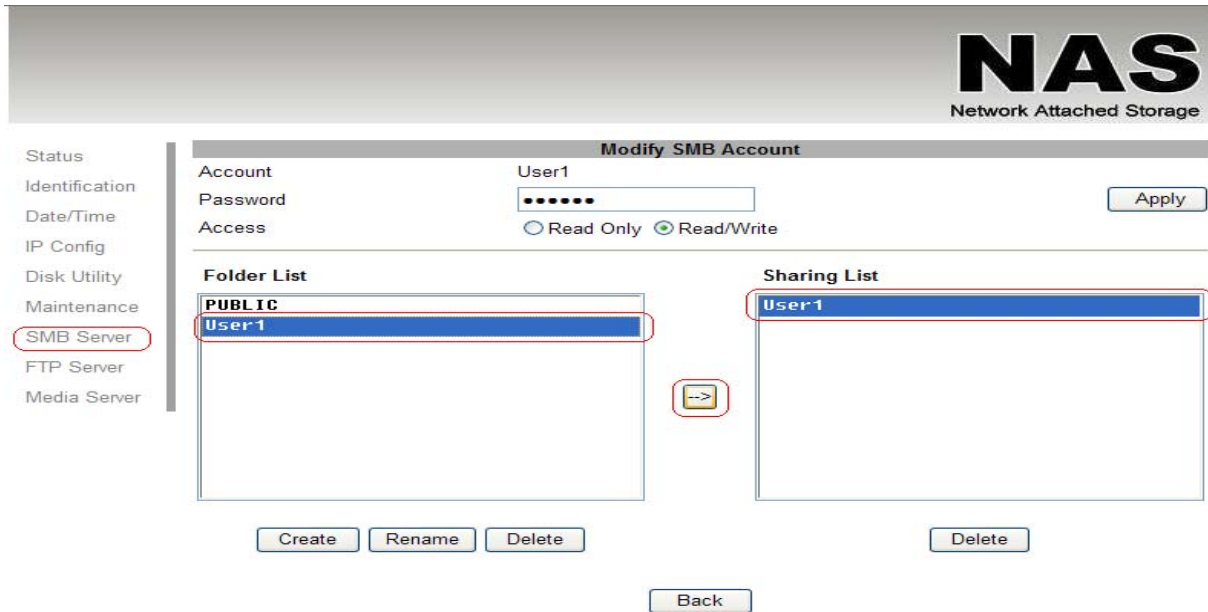 NAS
Network Attached Storage
Status
Identification
Date/Time
IP Config
Disk Utility
Maintenance
SMB Server
FTP Server
Media Server
Modify SMB Account
Account User1
Password ●●●●●● Apply
Access Read Only Read/Write
Folder List
PUBLIC
User1
-->
Sharing List
User1
Create Rename Delete
Delete
Back